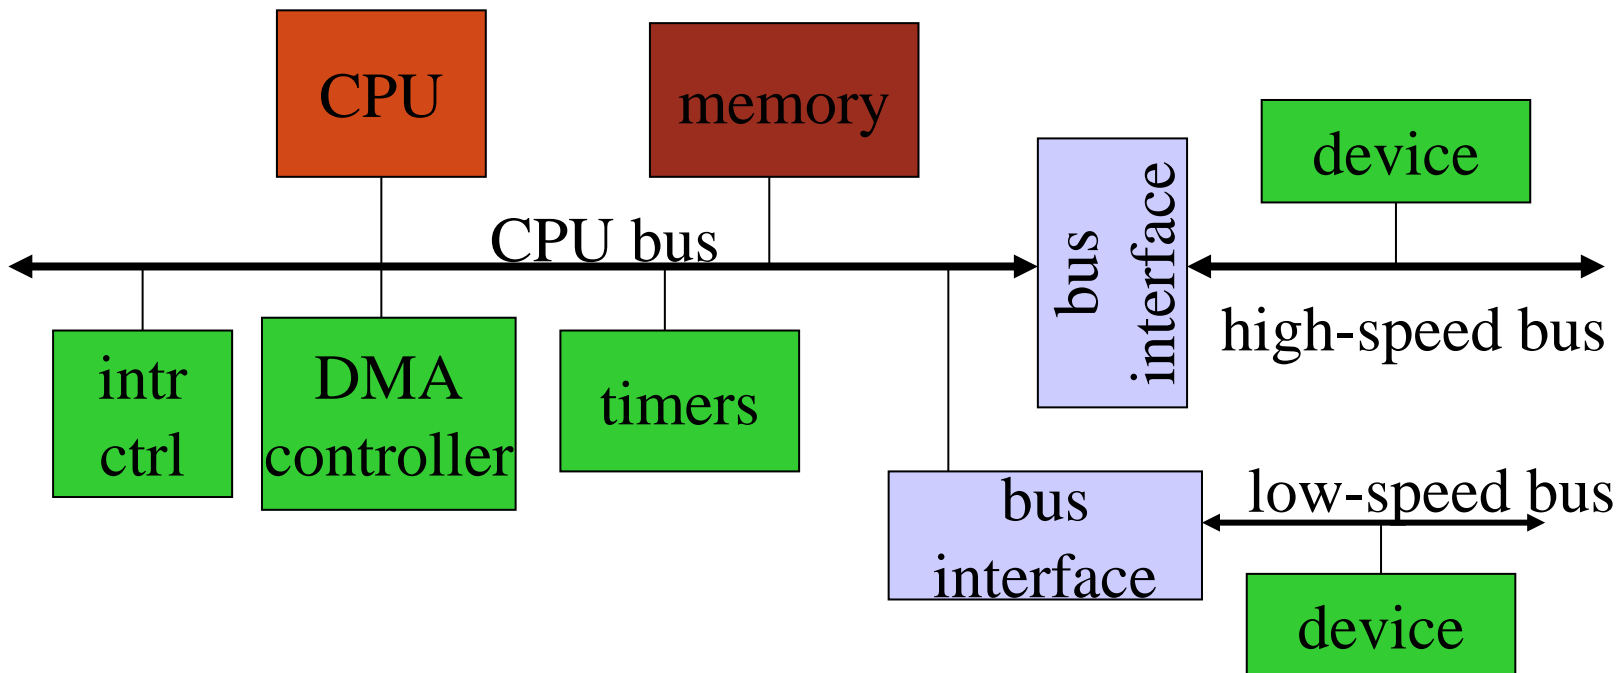 CPU
memory
device
bus
interface
CPU bus
high-speed bus
intr
ctrl
DMA
controller
timers
bus
interface
low-speed bus
device